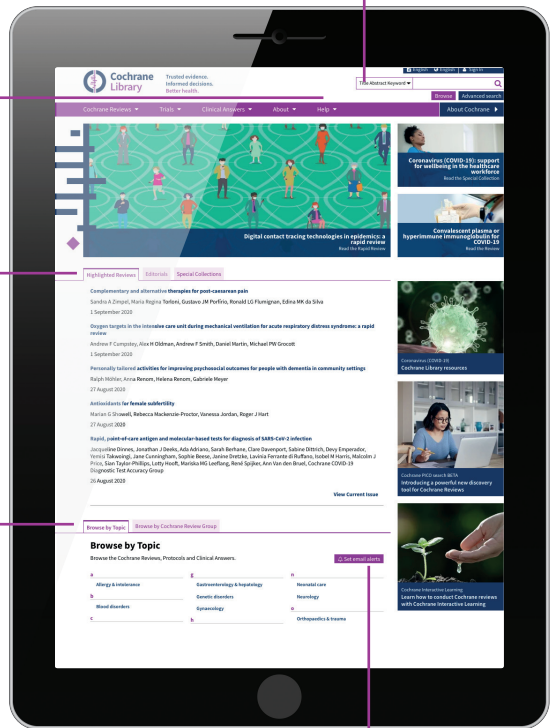 English English Sign In
Cochrane
Library
Trusted evidence.
Informed decisions.
Better health.
Title Abstract Keyword
Browse Advanced search
Cochrane Reviews Trials Clinical Answers About Help About Cochrane
Digital contact tracing technologies in epidemics: a
rapid review
Read the Rapid Review
Coronavirus (COVID-19): support
for wellbeing in the healthcare
workforce
Read the Special Collection
Convalescent plasma or
hyperimmune immunoglobulin for
COVID-19
Read the Review
Highlighted Reviews Editorials Special Collections
Complementary and alternative therapies for post-caesarean pain
Sandra A Zimpel, Maria Regina Torloni, Gustavo JM Porfírio, Ronald LG Flumignan, Edina MK da Silva
1 September 2020
Oxygen targets in the intensive care unit during mechanical ventilation for acute respiratory distress syndrome: a rapid
review
Andrew F Cumpstey, Alex H Oldman, Andrew F Smith, Daniel Martin, Michael PW Grocott
1 September 2020
Personally tailored activities for improving psychosocial outcomes for people with dementia in community settings
Ralph Möhler, Anna Renom, Helena Renom, Gabriele Meyer
27 August 2020
Antioxidants for female subfertility
Marian G Showell, Rebecca Mackenzie-Proctor, Vanessa Jordan, Roger J Hart
27 August 2020
Rapid, point-of-care antigen and molecular-based tests for diagnosis of SARS-CoV-2 infection
Jacqueline Dinnes, Jonathan J Deeks, Ada Adriano, Sarah Berhane, Clare Davenport, Sabine Dittrich, Devy Emperador,
Yemisi Takwoingi, Jane Cunningham, Sophie Beese, Janine Dretzke, Lavinia Ferrante di Ruffano, Isobel M Harris, Malcolm J
Price, Sian Taylor-Phillips, Lotty Hooft, Mariska MG Leeflang, René Spijker, Ann Van den Bruel, Cochrane COVID-19
Diagnostic Test Accuracy Group
26 August 2020
View Current Issue
Coronavirus (COVID-19)
Cochrane Library resources
Cochrane PICO search BETA
Introducing a powerful new discovery
tool for Cochrane Reviews
Cochrane Interactive Learning
Learn how to conduct Cochrane reviews
with Cochrane Interactive Learning
Browse by Topic Browse by Cochrane Review Group
Browse by Topic
Browse the Cochrane Reviews, Protocols and Clinical Answers.
Set email alerts
a
Allergy & intolerance
b
Blood disorders
c
g
Gastroenterology & hepatology
Genetic disorders
Gynaecology
h
n
Neonatal care
Neurology
o
Orthopaedics & trauma